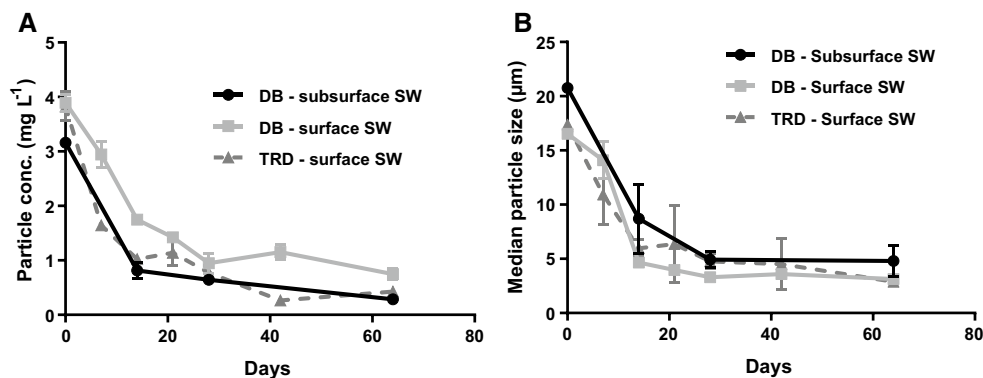 A
Particle conc. (mg L-1)
5
4
3
2
1
0
0 20 40 60 80
Days
DB - subsurface SW
DB - surface SW
TRD - surface SW
B
Median particle size (µm)
25
20
15
10
5
0
0 20 40 60 80
Days
DB - Subsurface SW
DB - Surface SW
TRD - Surface SW